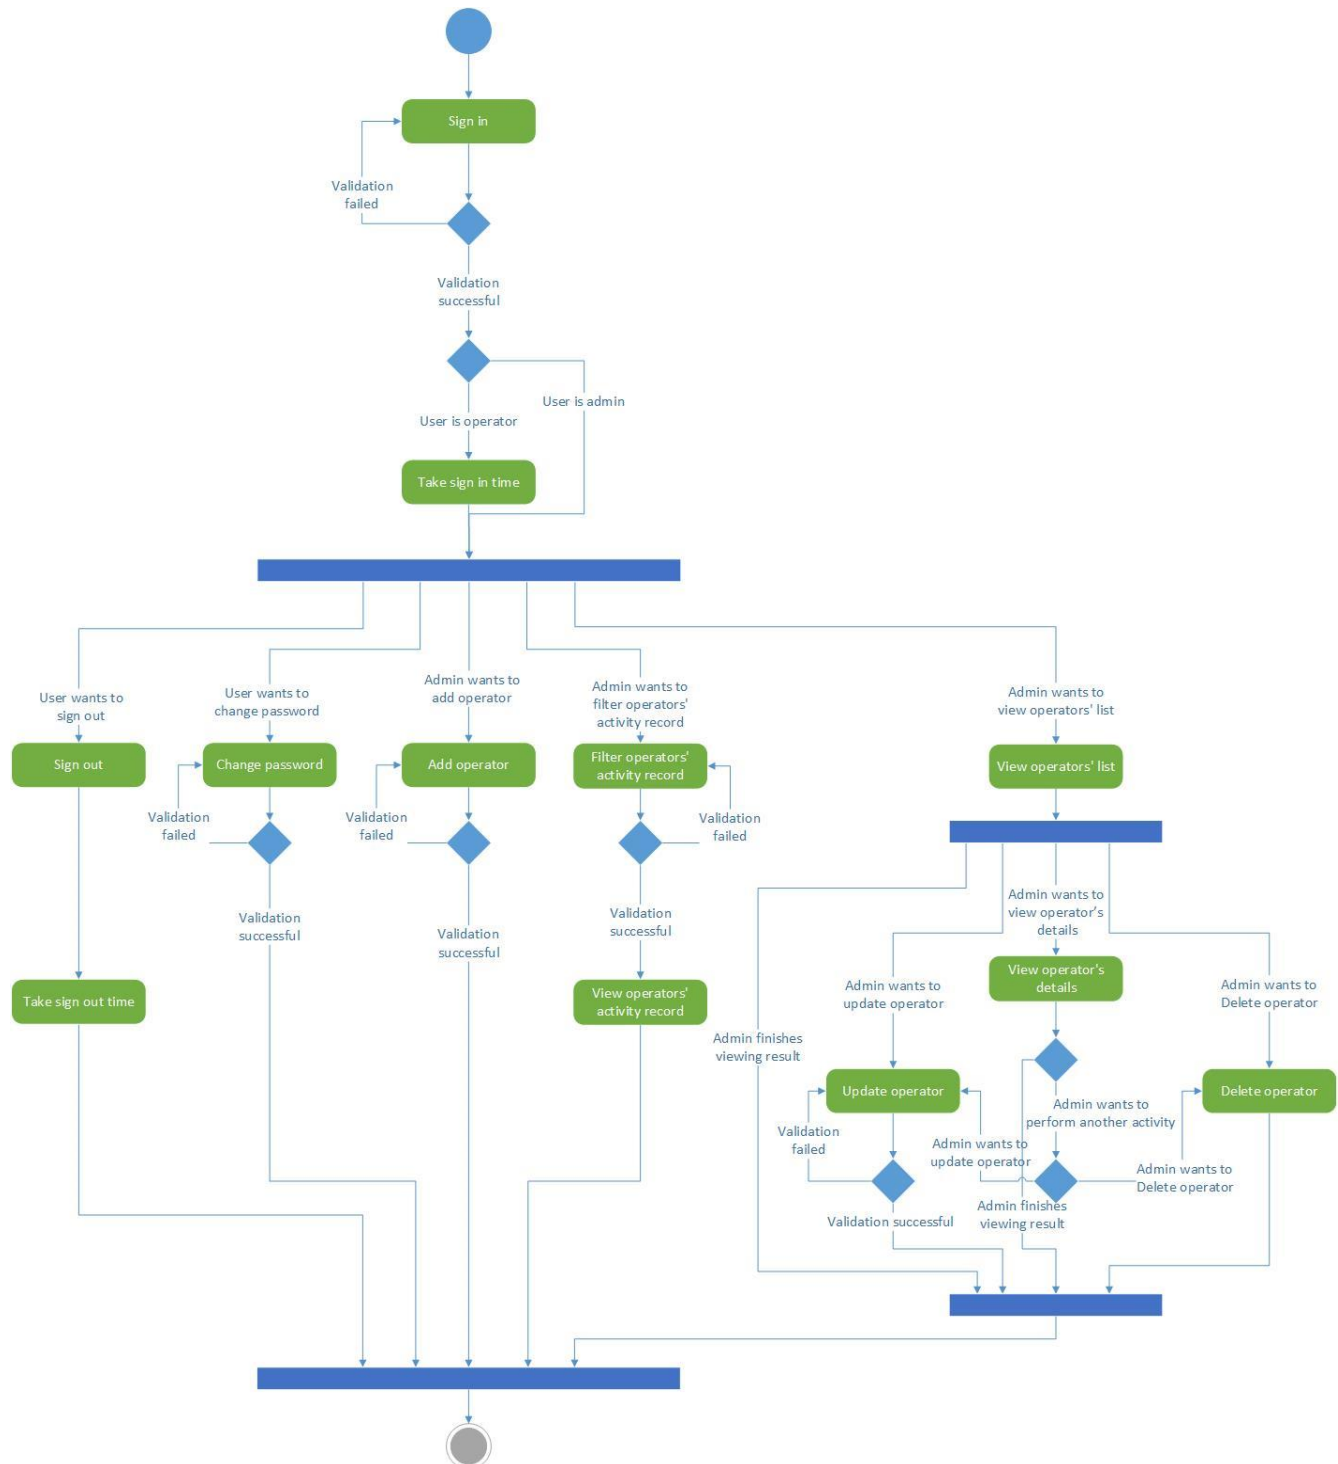 Sign in
Validation
failed
Validation
successful
User is admin
User is operator
Take sign in time
User wants to
sign out
User wants to
change password
Admin wants to
add operator
Admin wants to
filter operators'
activity record
Admin wants to
view operators' list
Sign out
Change password
Add operator
Filter operators'
activity record
View operators' list
Validation
failed
Validation
failed
Validation
failed
Validation
successful
Validation
successful
Validation
successful
Admin wants to
view operator's
details
View operator's
details
Take sign out time
View operators'
activity record
Admin wants to
update operator
Admin wants to
Delete operator
Admin finishes
viewing result
Update operator
Delete operator
Admin wants to
perform another activity
Validation
failed
Admin wants to
update operator
Admin wants to
Delete operator
Admin finishes
viewing result
Validation successful